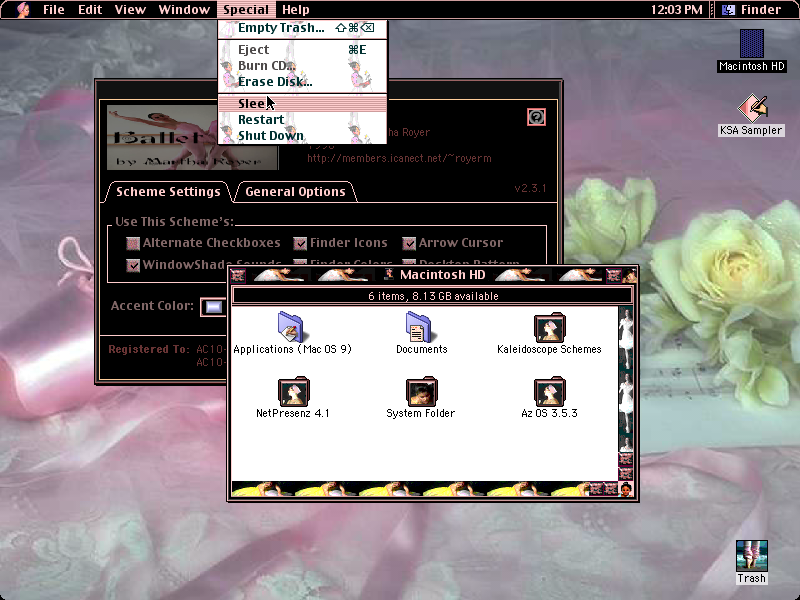 File Edit View Window Special Help 12:03 PM Finder
Empty Trash... ⇧⌘⌫
Eject ⌘E
Burn CD...
Erase Disk...
Sleep
Restart
Shut Down
Macintosh HD
KSA Sampler
Ballet
by Martha Royer
Royer
1998
http://members.icanect.net/~royerm
Scheme Settings General Options v2.3.1
Use This Scheme's:
Alternate Checkboxes Finder Icons Arrow Cursor
WindowShade Sounds Finder Colors Desktop Pattern
Accent Color:
Registered To: AC10-
AC10-
Macintosh HD
6 items, 8.13 GB available
Applications (Mac OS 9) Documents Kaleidoscope Schemes
NetPresenz 4.1 System Folder Az OS 3.5.3
Trash